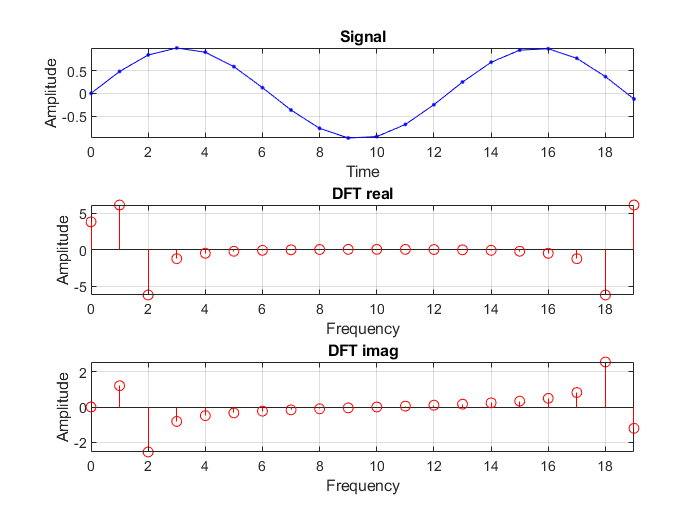 Signal
Amplitude
0.5
0
-0.5
0 2 4 6 8 10 12 14 16 18
Time
DFT real
Amplitude
5
0
-5
0 2 4 6 8 10 12 14 16 18
Frequency
DFT imag
Amplitude
2
0
-2
0 2 4 6 8 10 12 14 16 18
Frequency